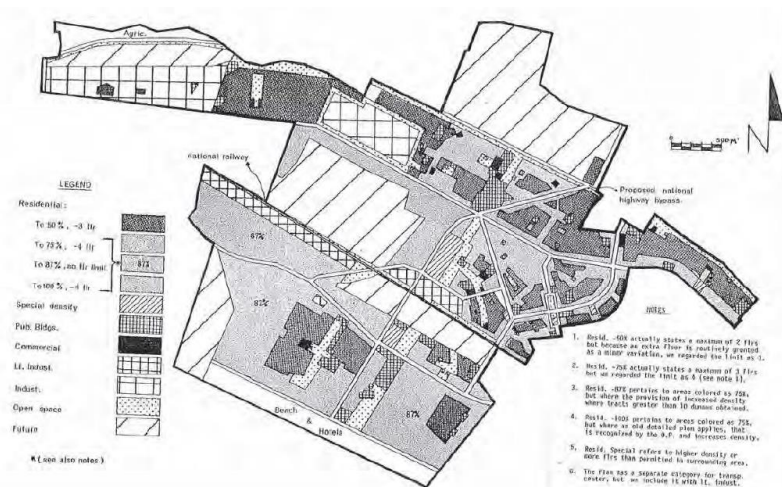 Agric.
500M.
N
national railway
Proposed national
highway bypass.
LEGEND
Residential:
To 50%, -3 flr
To 75%, -4 flr
To 87%, no flr limit
87%
To 100%, -4 flr
Special density
Pub. Bldgs.
Commercial
Lt. Indust.
Indust.
Open space
Future
*(see also notes)
87%
87%
87%
Beach
&
Hotels
NOTES
1. Resid. -50% actually states a maximum of 2 flrs
but because an extra floor is routinely granted
as a minor variation, we regarded the limit as 3.
2. Resid. -75% actually states a maximum of 3 flrs
but we regarded the limit as 4 (see note 1).
3. Resid. -87% pertains to areas colored as 75%,
but where the provision of increased density
where tracts greater than 10 dunums obtained.
4. Resid. -100% pertains to areas colored as 75%,
but where an old detailed plan applies, that
is recognized by the O.P. and increases density.
5. Resid. Special refers to higher density or
more flrs than permitted in surrounding area.
6. The Plan has a separate category for transp.
center, but we include it with Lt. Indust.